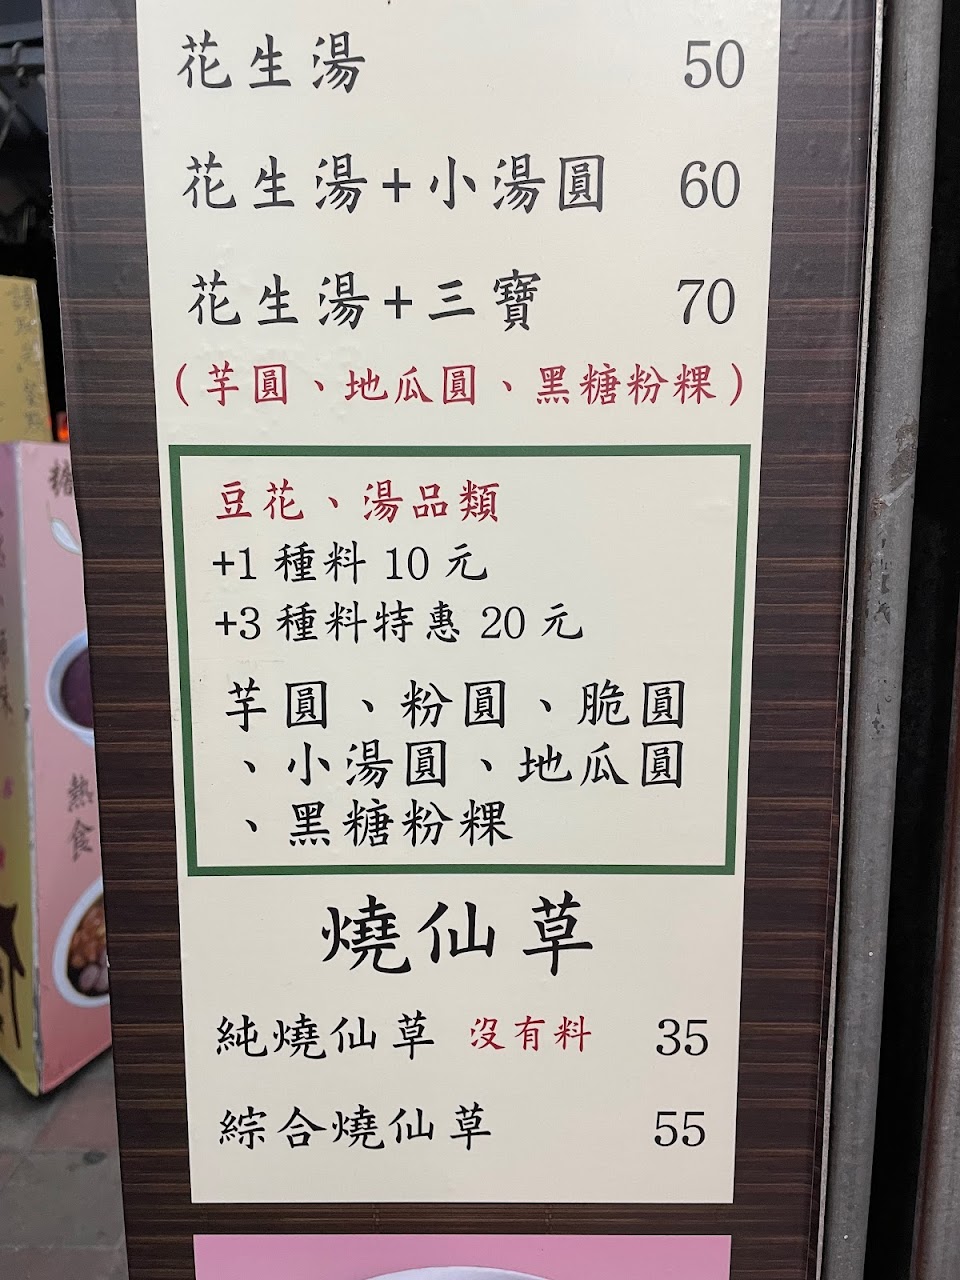 花生湯 50
花生湯+小湯圓 60
花生湯+三寶 70
(芋圓、地瓜圓、黑糖粉粿)
豆花、湯品類
+1 種料 10 元
+3 種料特惠 20 元
芋圓、粉圓、脆圓
、小湯圓、地瓜圓
、黑糖粉粿
燒仙草
純燒仙草 沒有料 35
綜合燒仙草 55
熱食